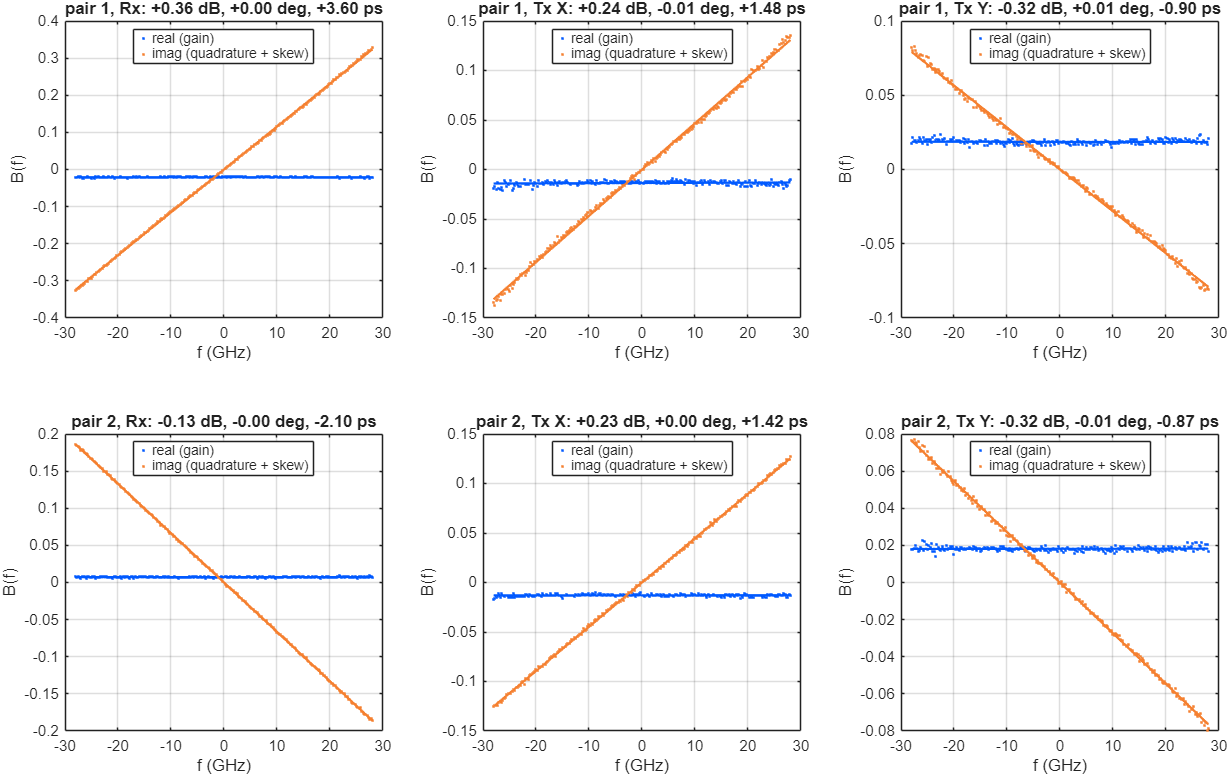 pair 1, Rx: +0.36 dB, +0.00 deg, +3.60 ps
real (gain)
imag (quadrature + skew)
0.4
0.3
0.2
0.1
0
-0.1
-0.2
-0.3
-0.4
B(f)
-30 -20 -10 0 10 20 30
f (GHz)
pair 1, Tx X: +0.24 dB, -0.01 deg, +1.48 ps
real (gain)
imag (quadrature + skew)
0.15
0.1
0.05
0
-0.05
-0.1
-0.15
B(f)
-30 -20 -10 0 10 20 30
f (GHz)
pair 1, Tx Y: -0.32 dB, +0.01 deg, -0.90 ps
real (gain)
imag (quadrature + skew)
0.1
0.05
0
-0.05
-0.1
B(f)
-30 -20 -10 0 10 20 30
f (GHz)
pair 2, Rx: -0.13 dB, -0.00 deg, -2.10 ps
real (gain)
imag (quadrature + skew)
0.2
0.15
0.1
0.05
0
-0.05
-0.1
-0.15
-0.2
B(f)
-30 -20 -10 0 10 20 30
f (GHz)
pair 2, Tx X: +0.23 dB, +0.00 deg, +1.42 ps
real (gain)
imag (quadrature + skew)
0.15
0.1
0.05
0
-0.05
-0.1
-0.15
B(f)
-30 -20 -10 0 10 20 30
f (GHz)
pair 2, Tx Y: -0.32 dB, -0.01 deg, -0.87 ps
real (gain)
imag (quadrature + skew)
0.08
0.06
0.04
0.02
0
-0.02
-0.04
-0.06
-0.08
B(f)
-30 -20 -10 0 10 20 30
f (GHz)